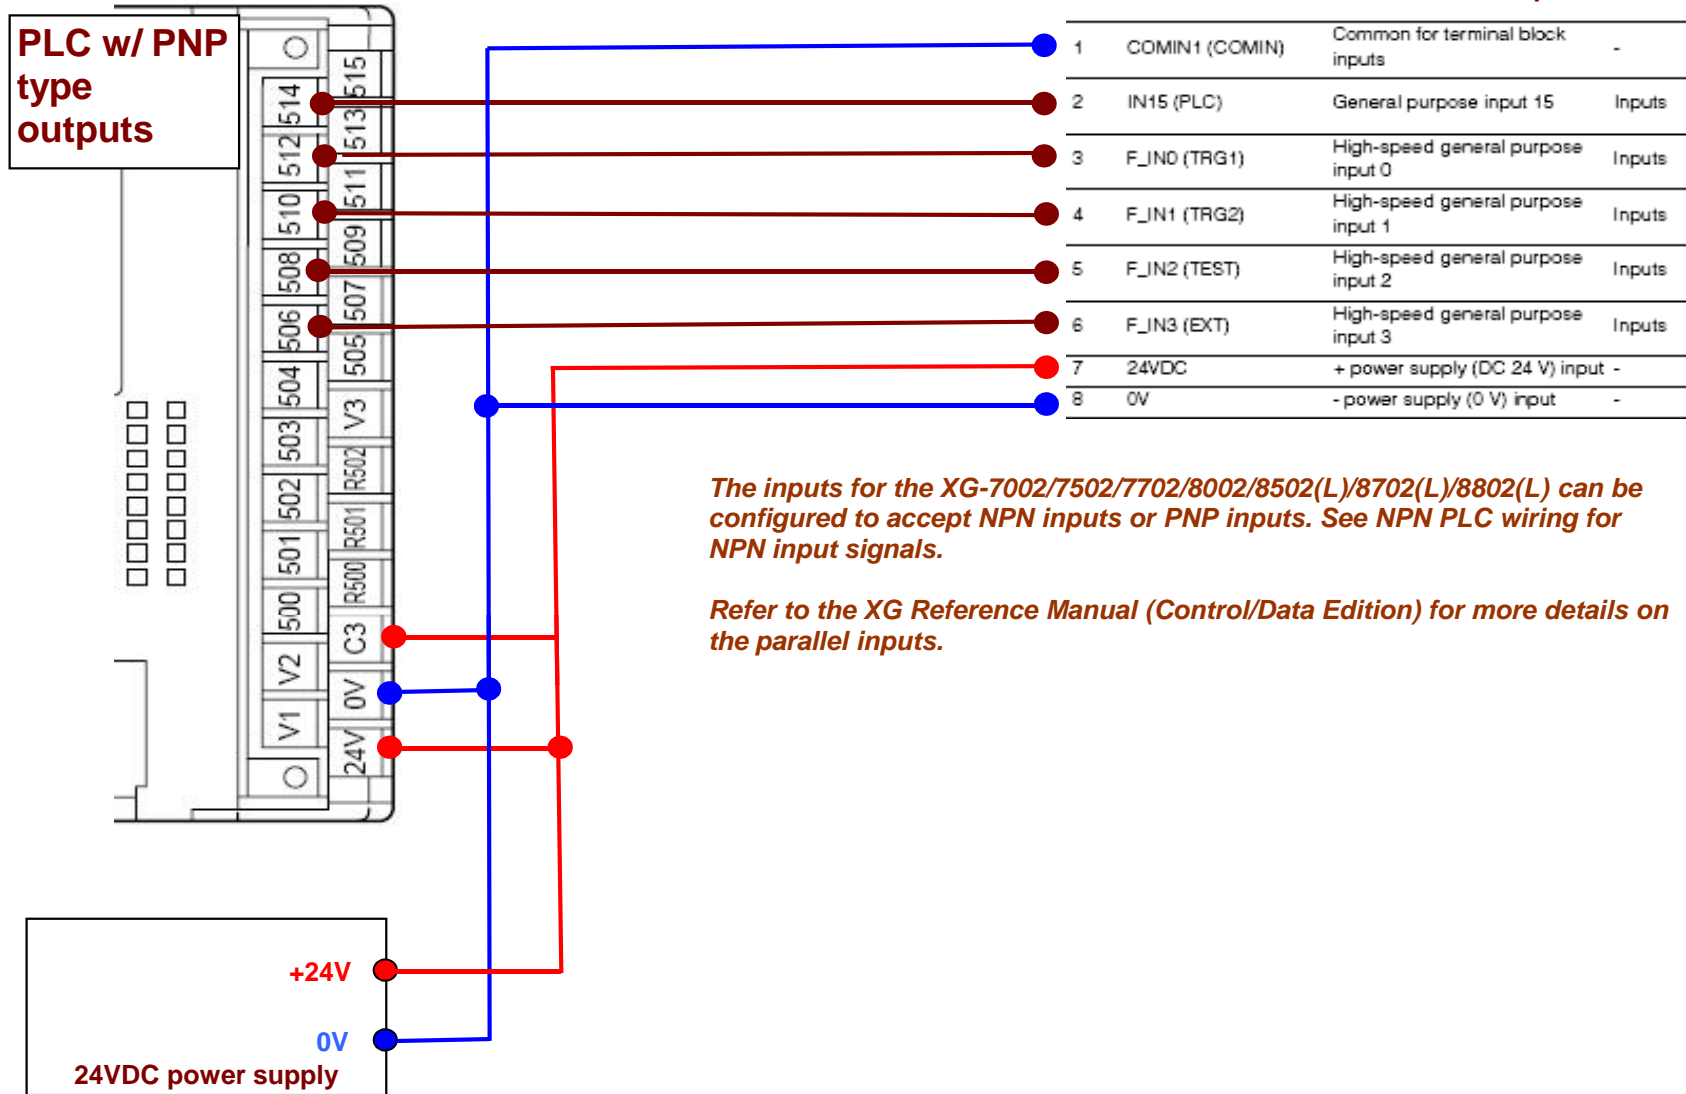 PLC w/ PNP
type
outputs
514
512
510
508
506
504
503
502
501
500
V2
V1
515
513
511
509
507
505
V3
R502
R501
R500
C3
0V
24V
1 COMIN1 (COMIN) Common for terminal block inputs -
2 IN15 (PLC) General purpose input 15 Inputs
3 F_IN0 (TRG1) High-speed general purpose input 0 Inputs
4 F_IN1 (TRG2) High-speed general purpose input 1 Inputs
5 F_IN2 (TEST) High-speed general purpose input 2 Inputs
6 F_IN3 (EXT) High-speed general purpose input 3 Inputs
7 24VDC + power supply (DC 24 V) input -
8 0V - power supply (0 V) input -
The inputs for the XG-7002/7502/7702/8002/8502(L)/8702(L)/8802(L) can be
configured to accept NPN inputs or PNP inputs. See NPN PLC wiring for
NPN input signals.
Refer to the XG Reference Manual (Control/Data Edition) for more details on
the parallel inputs.
+24V
0V
24VDC power supply